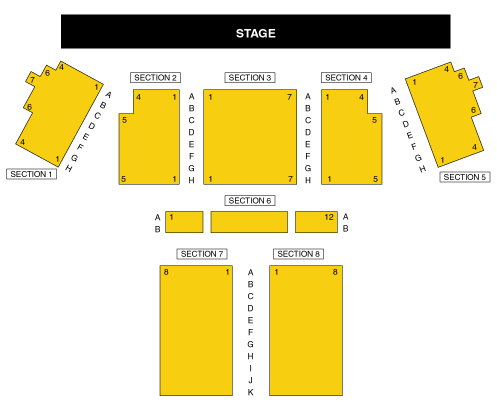 STAGE
SECTION 2 SECTION 3 SECTION 4
4 6 7 1 6 4 1
A B C D E F G H
SECTION 1
4 1 5 5 1
A B C D E F G H
1 7 1 7
A B C D E F G H
1 4 5 1 5
A B C D E F G H
1 4 6 7 6 4 1
SECTION 5
SECTION 6
A 1 12 A
B B
SECTION 7 SECTION 8
8 1 A 1 8
B
C
D
E
F
G
H
I
J
K